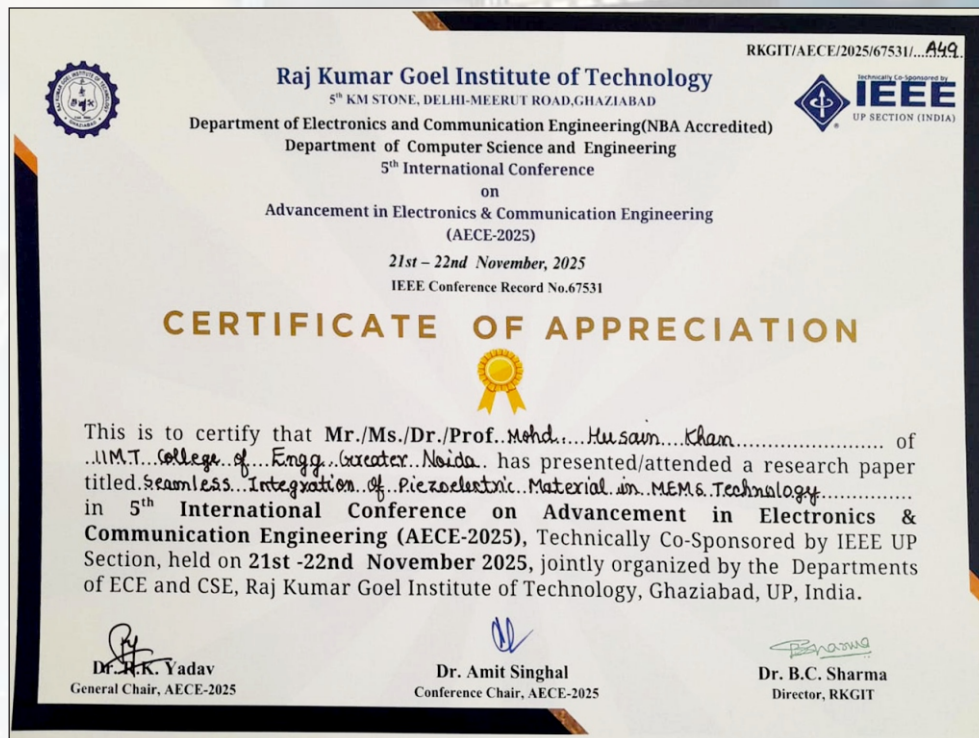 RKGIT/AECE/2025/67531/...A49.
Raj Kumar Goel Institute of Technology
5th KM STONE, DELHI-MEERUT ROAD,GHAZIABAD
Technically Co-Sponsored by
IEEE
UP SECTION (INDIA)
Department of Electronics and Communication Engineering(NBA Accredited)
Department of Computer Science and Engineering
5th International Conference
on
Advancement in Electronics & Communication Engineering
(AECE-2025)
21st – 22nd November, 2025
IEEE Conference Record No.67531
CERTIFICATE OF APPRECIATION
This is to certify that Mr./Ms./Dr./Prof. Mohd. Husain Khan of
IIMT College of Engg. Greater Noida. has presented/attended a research paper
titled. Seamless Integration of Piezoelectric Material in MEMS Technology
in 5th International Conference on Advancement in Electronics &
Communication Engineering (AECE-2025), Technically Co-Sponsored by IEEE UP
Section, held on 21st -22nd November 2025, jointly organized by the Departments
of ECE and CSE, Raj Kumar Goel Institute of Technology, Ghaziabad, UP, India.
Dr. R.K. Yadav
General Chair, AECE-2025
Dr. Amit Singhal
Conference Chair, AECE-2025
Dr. B.C. Sharma
Director, RKGIT